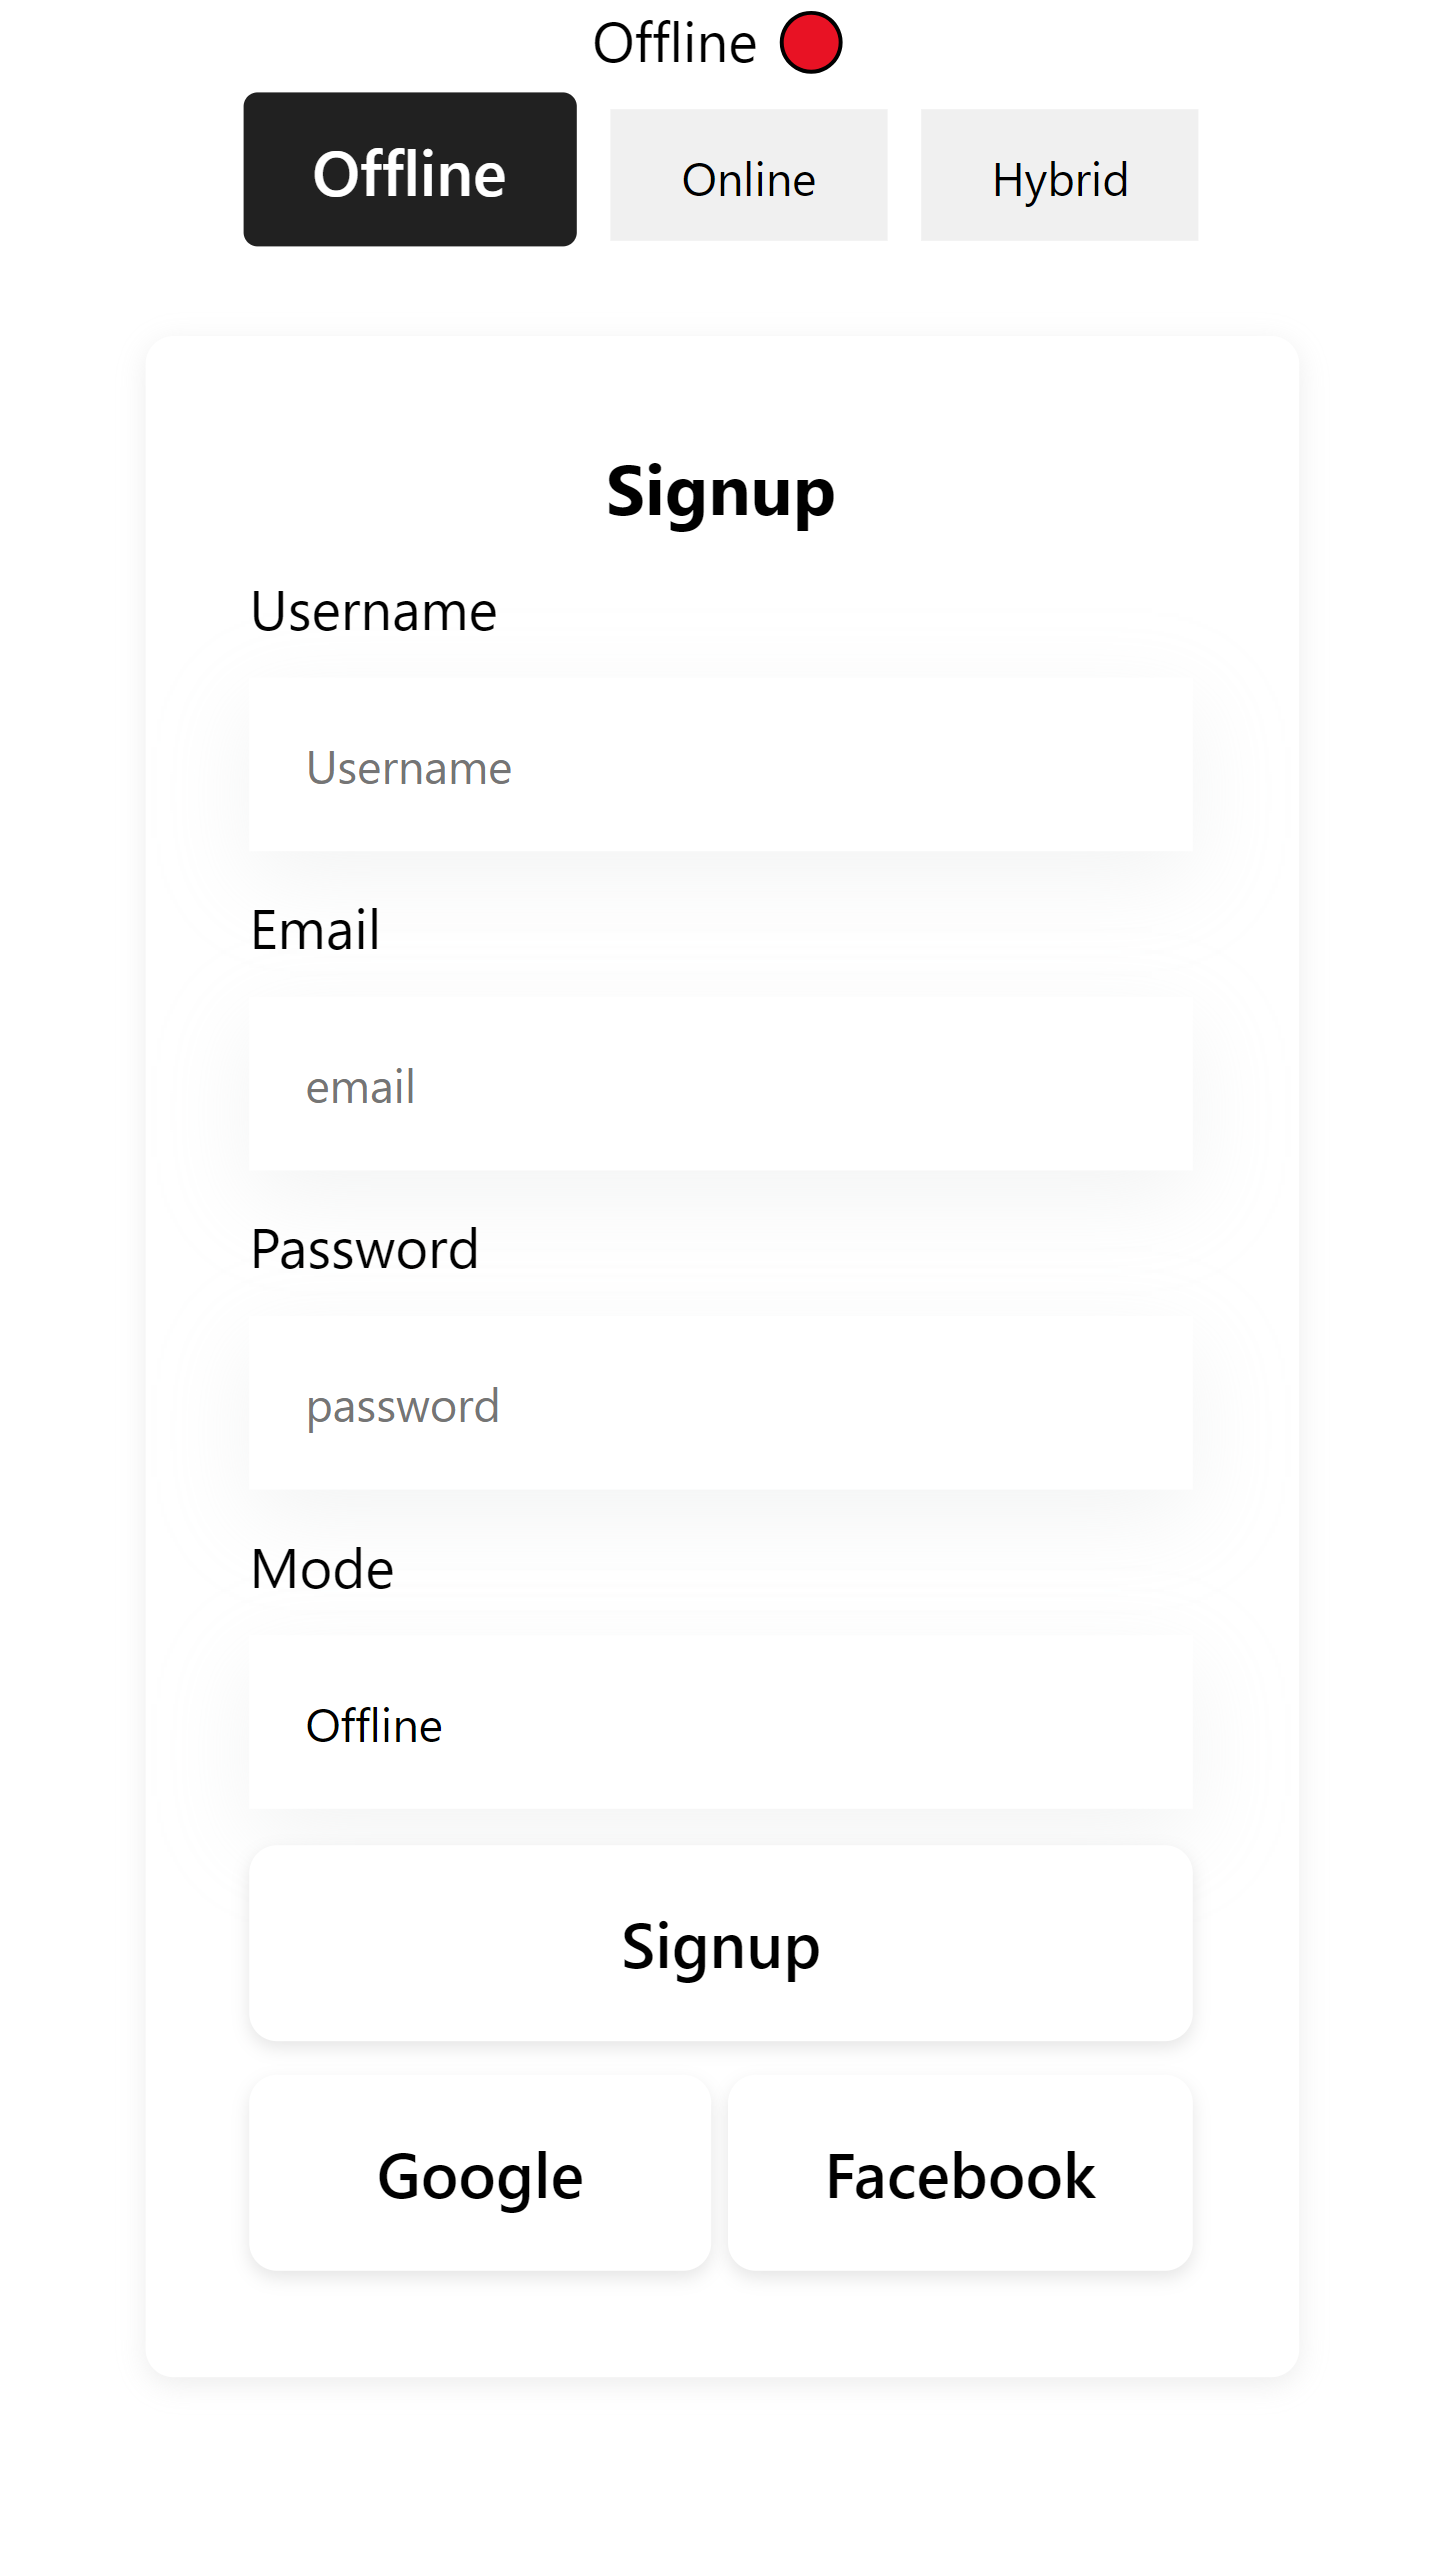 Offline
Offline Online Hybrid
Signup
Username
Username
Email
email
Password
password
Mode
Offline
Signup
Google Facebook